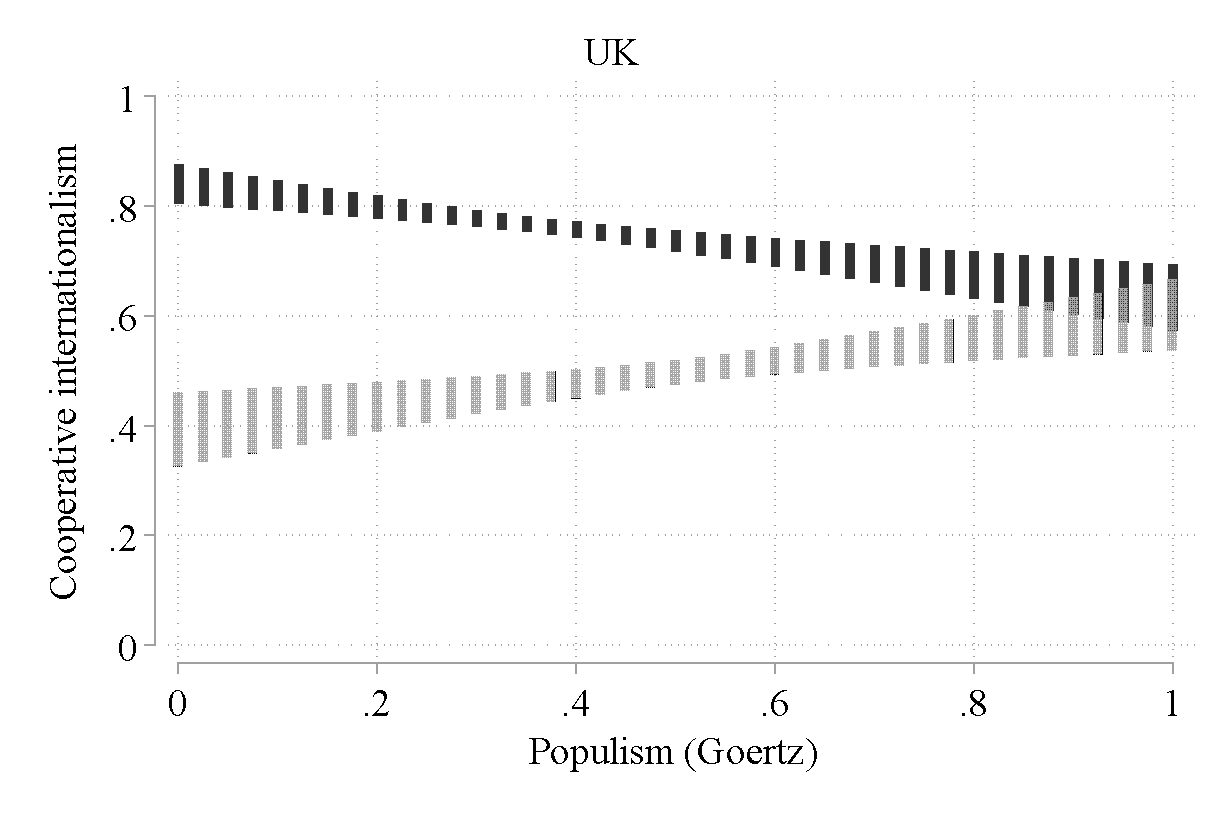 UK
Cooperative internationalism
1
.8
.6
.4
.2
0
0 .2 .4 .6 .8 1
Populism (Goertz)